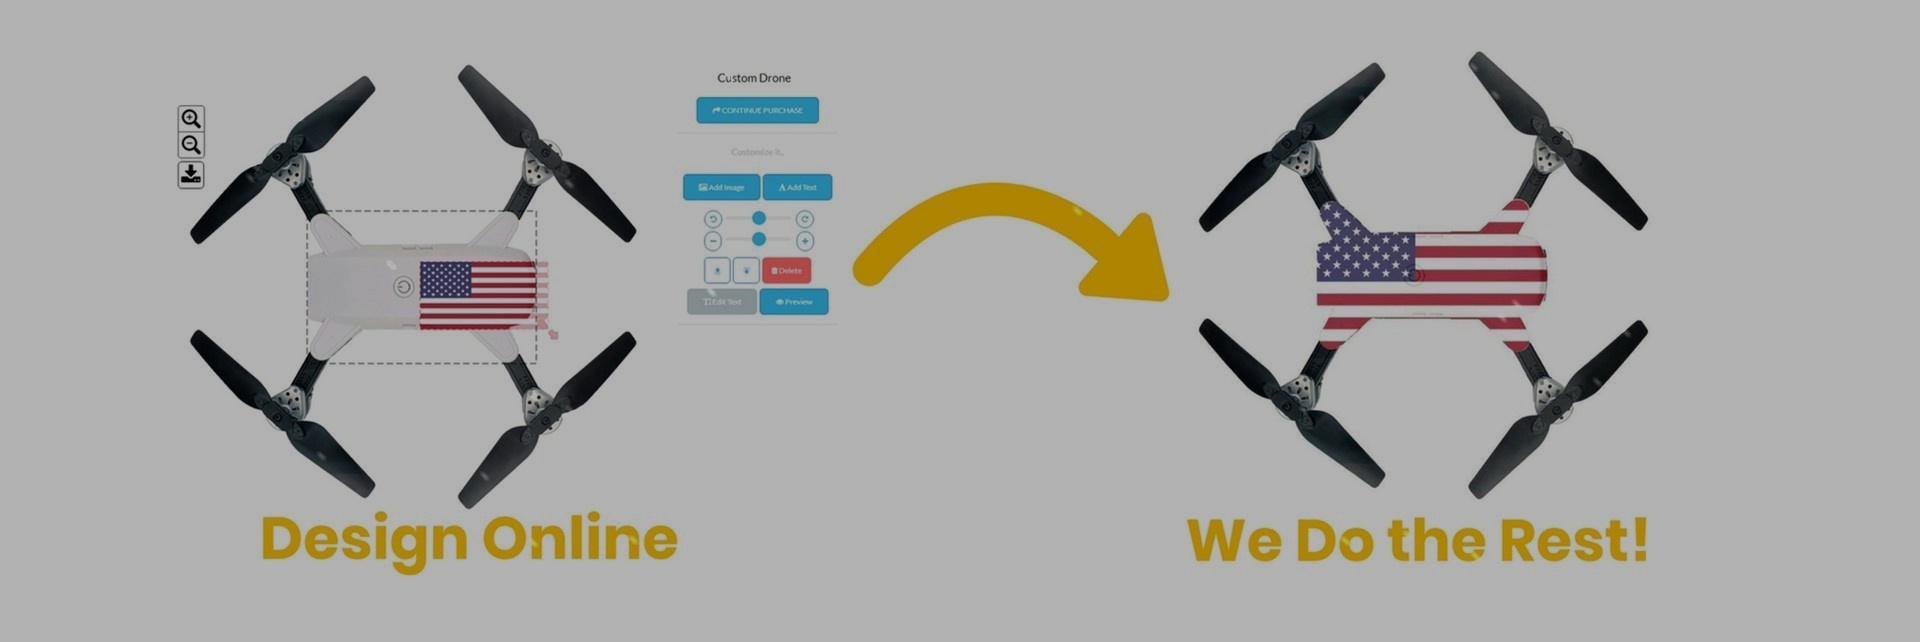 Custom Drone
CONTINUE PURCHASE
Customize it..
Add Image
Add Text
Delete
Edit Text
Preview
Design Online
We Do the Rest!